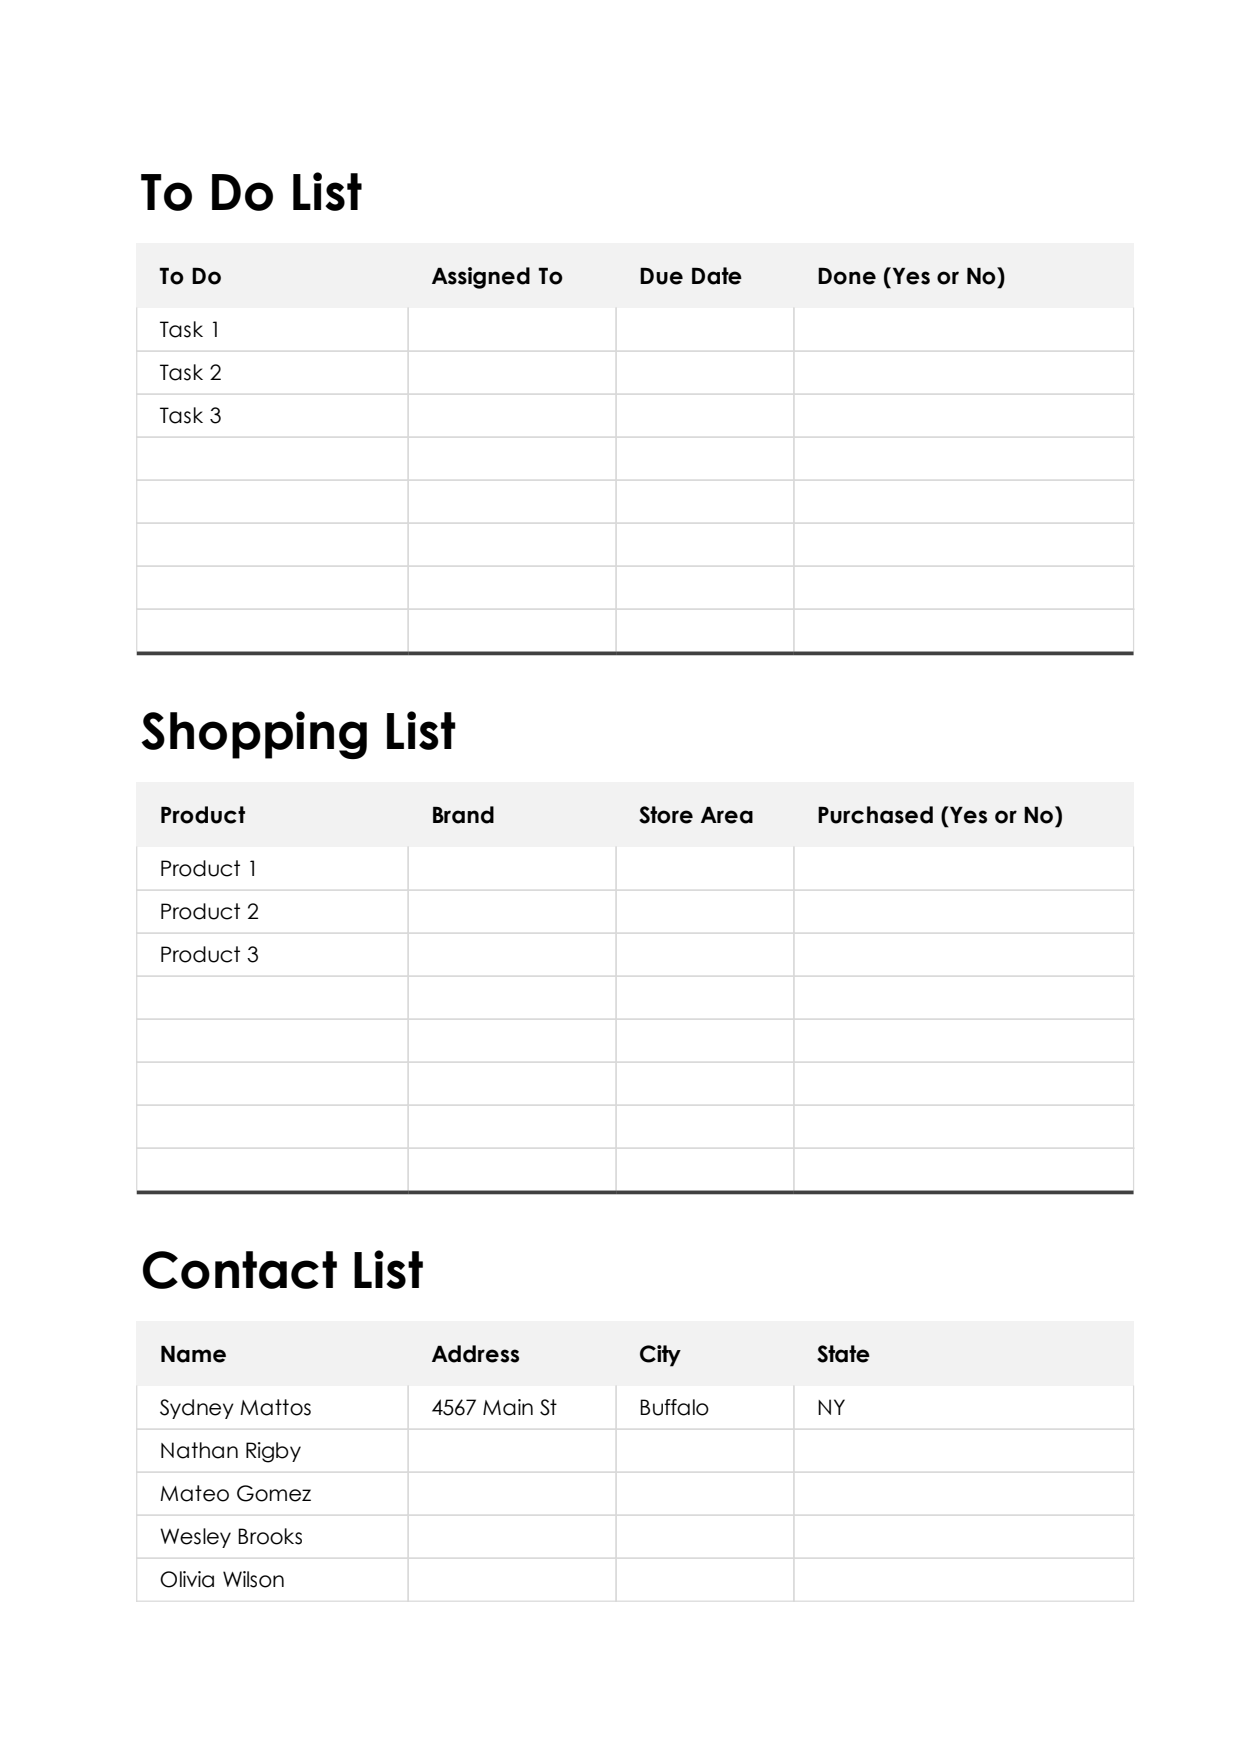 To Do List
To Do Assigned To Due Date Done (Yes or No)
Task 1
Task 2
Task 3
Shopping List
Product Brand Store Area Purchased (Yes or No)
Product 1
Product 2
Product 3
Contact List
Name Address City State
Sydney Mattos 4567 Main St Buffalo NY
Nathan Rigby
Mateo Gomez
Wesley Brooks
Olivia Wilson